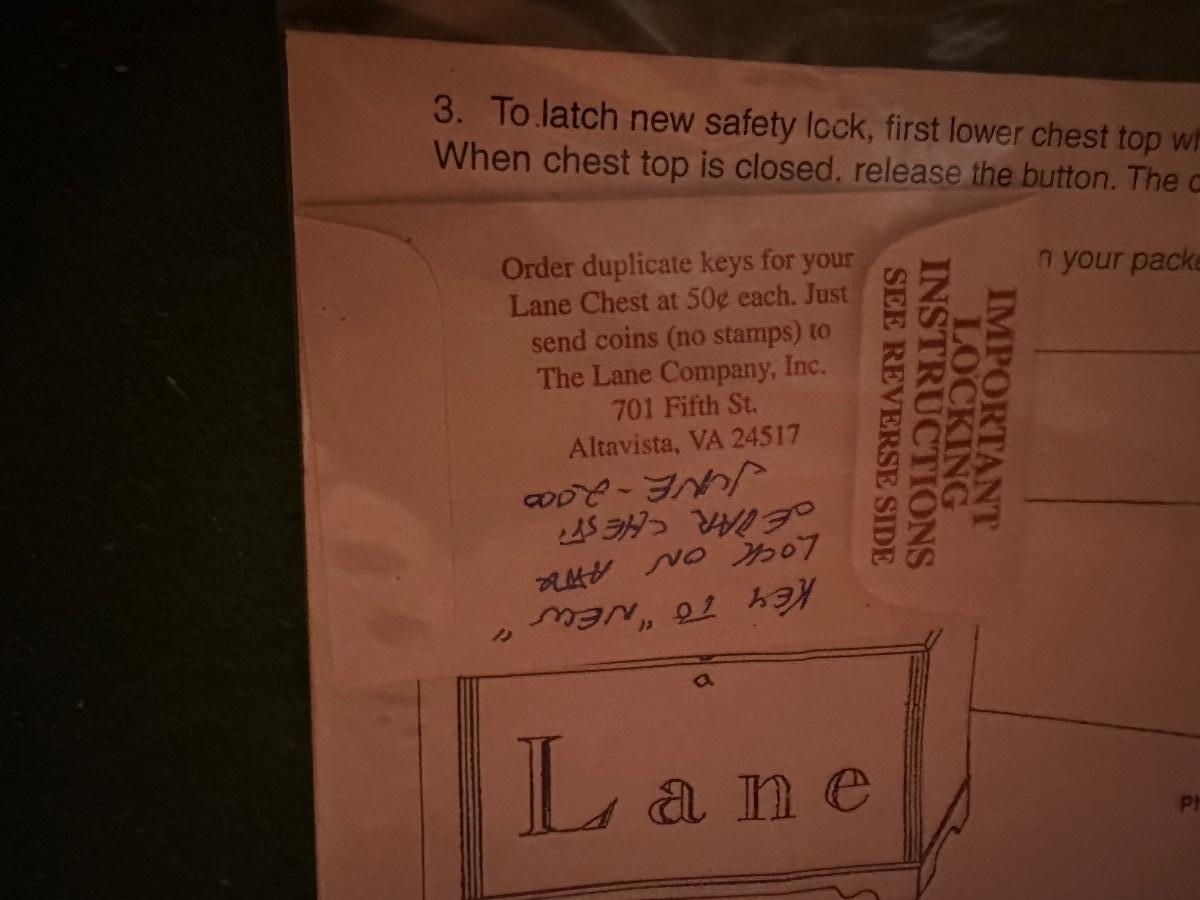 3. To latch new safety lock, first lower chest top
When chest top is closed, release the button. The
n your packe
Order duplicate keys for your
Lane Chest at 50¢ each. Just
send coins (no stamps) to
The Lane Company, Inc.
701 Fifth St.
Altavista, VA 24517
IMPORTANT
LOCKING
INSTRUCTIONS
SEE REVERSE SIDE
KEY TO "NEW"
LOCK ON
CEDAR CHEST.
JUNE - 2000
Lane